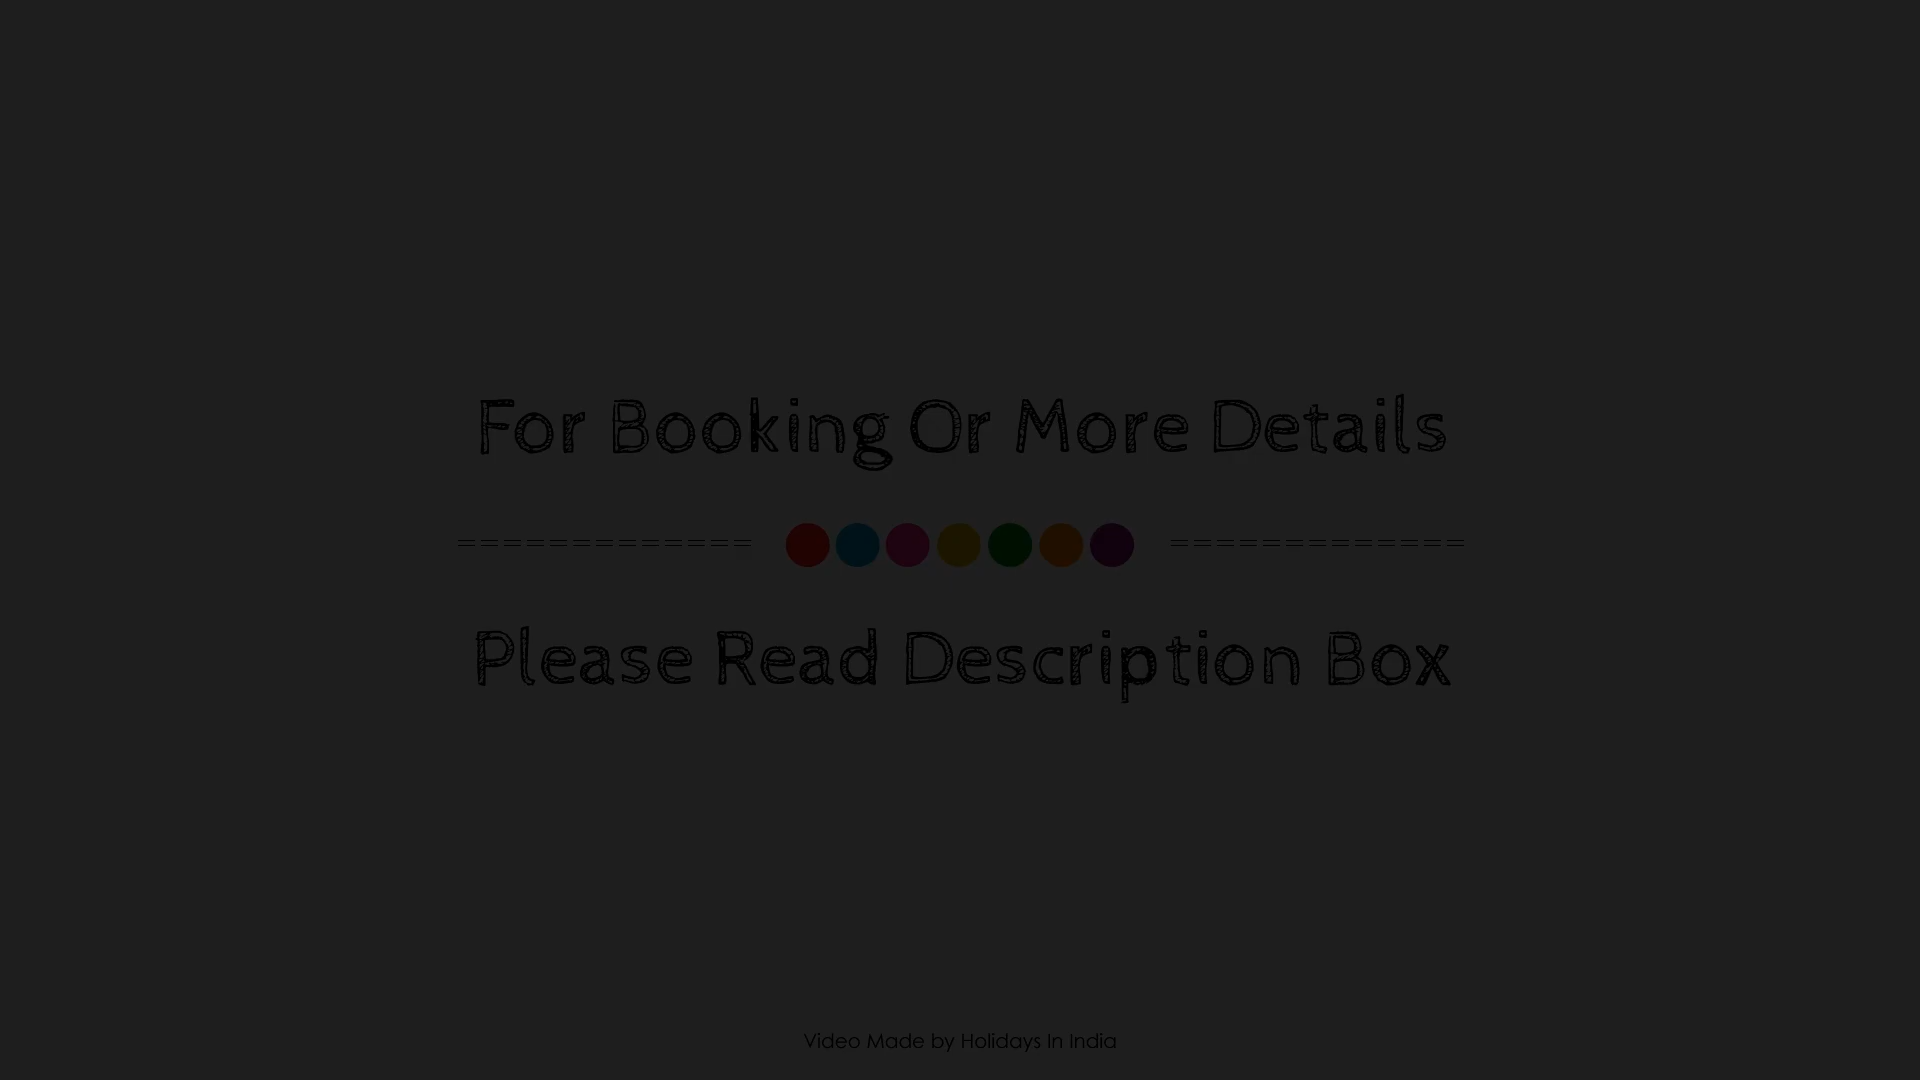 For Booking Or More Details
============= =============
Please Read Description Box
Video Made by Holidays In India